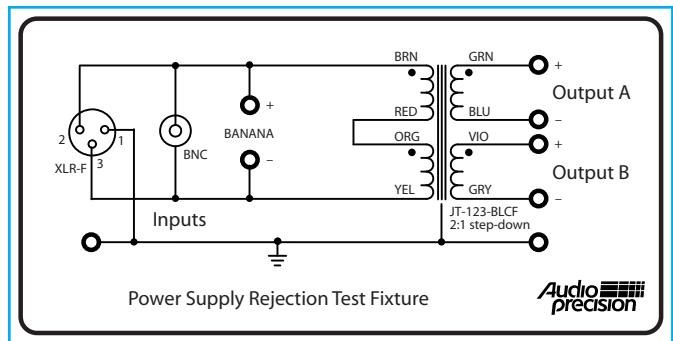 BRN
GRN
+
Output A
RED
BLU
–
2
1
3
XLR-F
BNC
+
BANANA
–
ORG
VIO
+
Output B
YEL
GRY
–
Inputs
JT-123-BLCF
2:1 step-down
Power Supply Rejection Test Fixture
Audio
precision